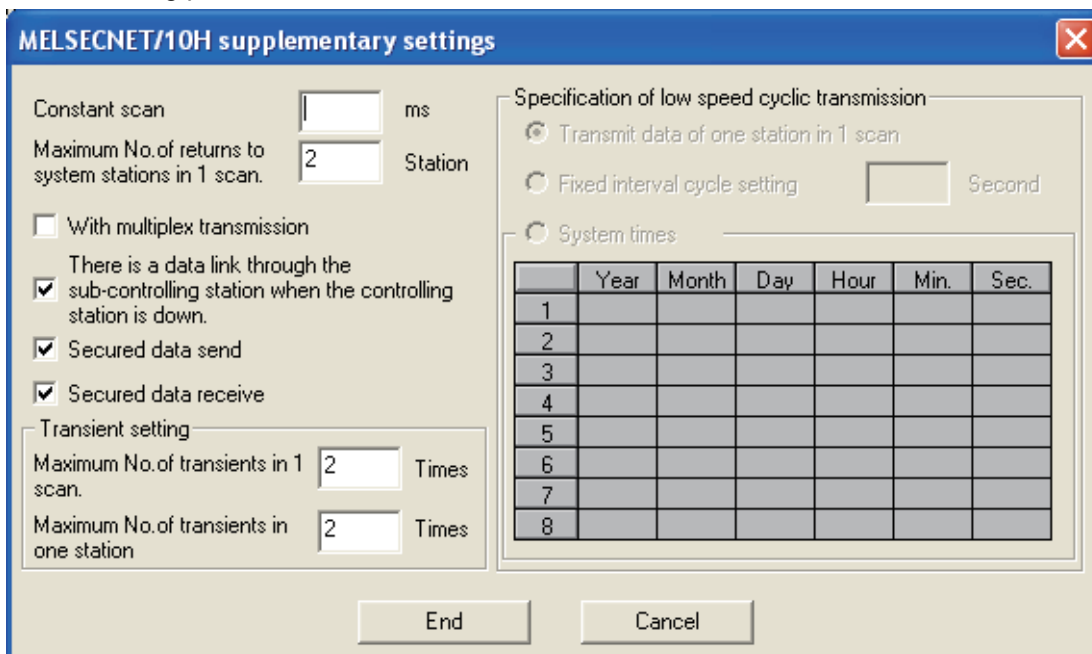 MELSECNET/10H supplementary settings
Constant scan ms
Maximum No.of returns to
system stations in 1 scan.
2 Station
With multiplex transmission
There is a data link through the
sub-controlling station when the controlling
station is down.
Secured data send
Secured data receive
Transient setting
Maximum No.of transients in 1
scan.
2 Times
Maximum No.of transients in
one station
2 Times
Specification of low speed cyclic transmission
Transmit data of one station in 1 scan
Fixed interval cycle setting Second
System times
Year Month Day Hour Min. Sec.
1
2
3
4
5
6
7
8
End Cancel